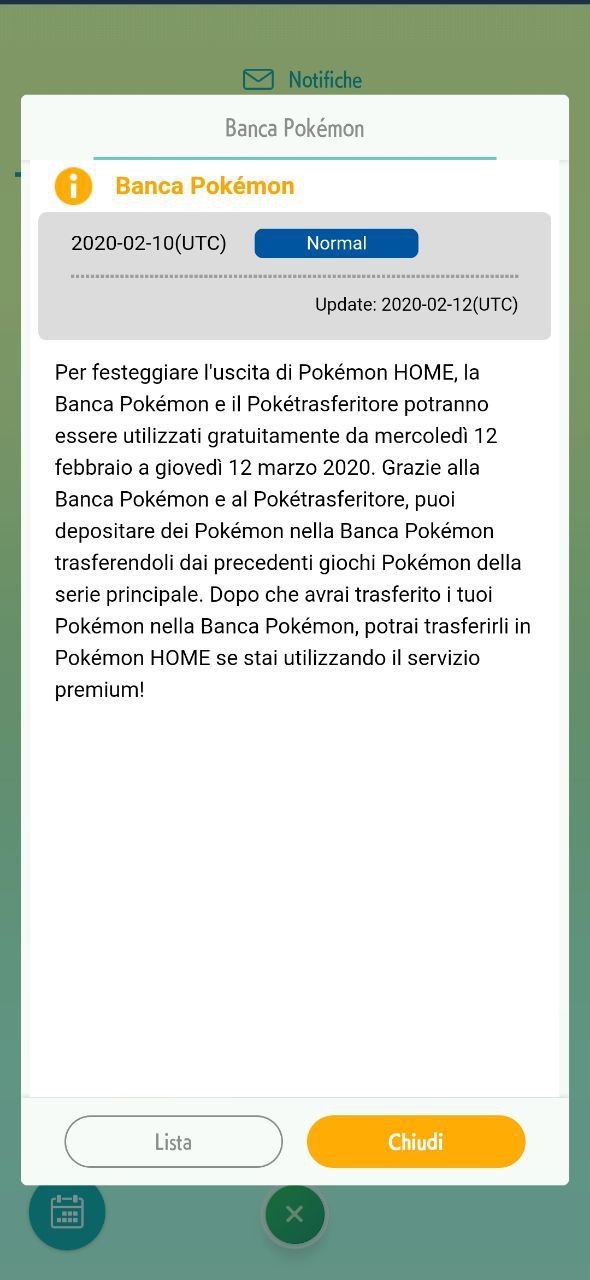 Notifiche
Banca Pokémon
Banca Pokémon
2020-02-10(UTC) Normal
Update: 2020-02-12(UTC)
Per festeggiare l'uscita di Pokémon HOME, la
Banca Pokémon e il Pokétrasferitore potranno
essere utilizzati gratuitamente da mercoledì 12
febbraio a giovedì 12 marzo 2020. Grazie alla
Banca Pokémon e al Pokétrasferitore, puoi
depositare dei Pokémon nella Banca Pokémon
trasferendoli dai precedenti giochi Pokémon della
serie principale. Dopo che avrai trasferito i tuoi
Pokémon nella Banca Pokémon, potrai trasferirli in
Pokémon HOME se stai utilizzando il servizio
premium!
Lista Chiudi